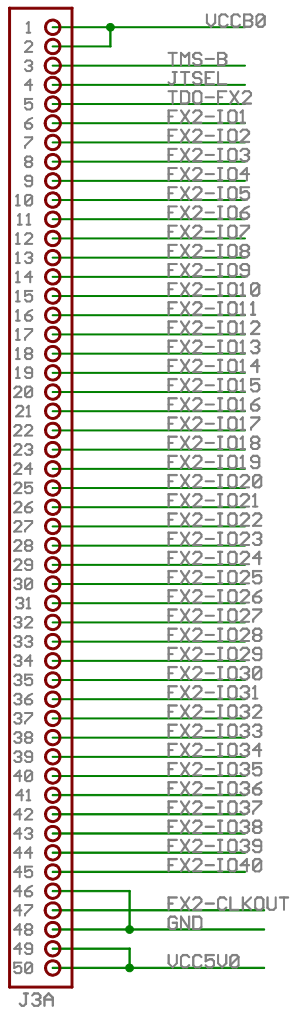 1 VCCB0
2
3 TMS-B
4 JTSEL
5 TDO-FX2
6 FX2-IO1
7 FX2-IO2
8 FX2-IO3
9 FX2-IO4
10 FX2-IO5
11 FX2-IO6
12 FX2-IO7
13 FX2-IO8
14 FX2-IO9
15 FX2-IO10
16 FX2-IO11
17 FX2-IO12
18 FX2-IO13
19 FX2-IO14
20 FX2-IO15
21 FX2-IO16
22 FX2-IO17
23 FX2-IO18
24 FX2-IO19
25 FX2-IO20
26 FX2-IO21
27 FX2-IO22
28 FX2-IO23
29 FX2-IO24
30 FX2-IO25
31 FX2-IO26
32 FX2-IO27
33 FX2-IO28
34 FX2-IO29
35 FX2-IO30
36 FX2-IO31
37 FX2-IO32
38 FX2-IO33
39 FX2-IO34
40 FX2-IO35
41 FX2-IO36
42 FX2-IO37
43 FX2-IO38
44 FX2-IO39
45 FX2-IO40
46
47 FX2-CLKOUT
48 GND
49
50 VCC5V0
J3A